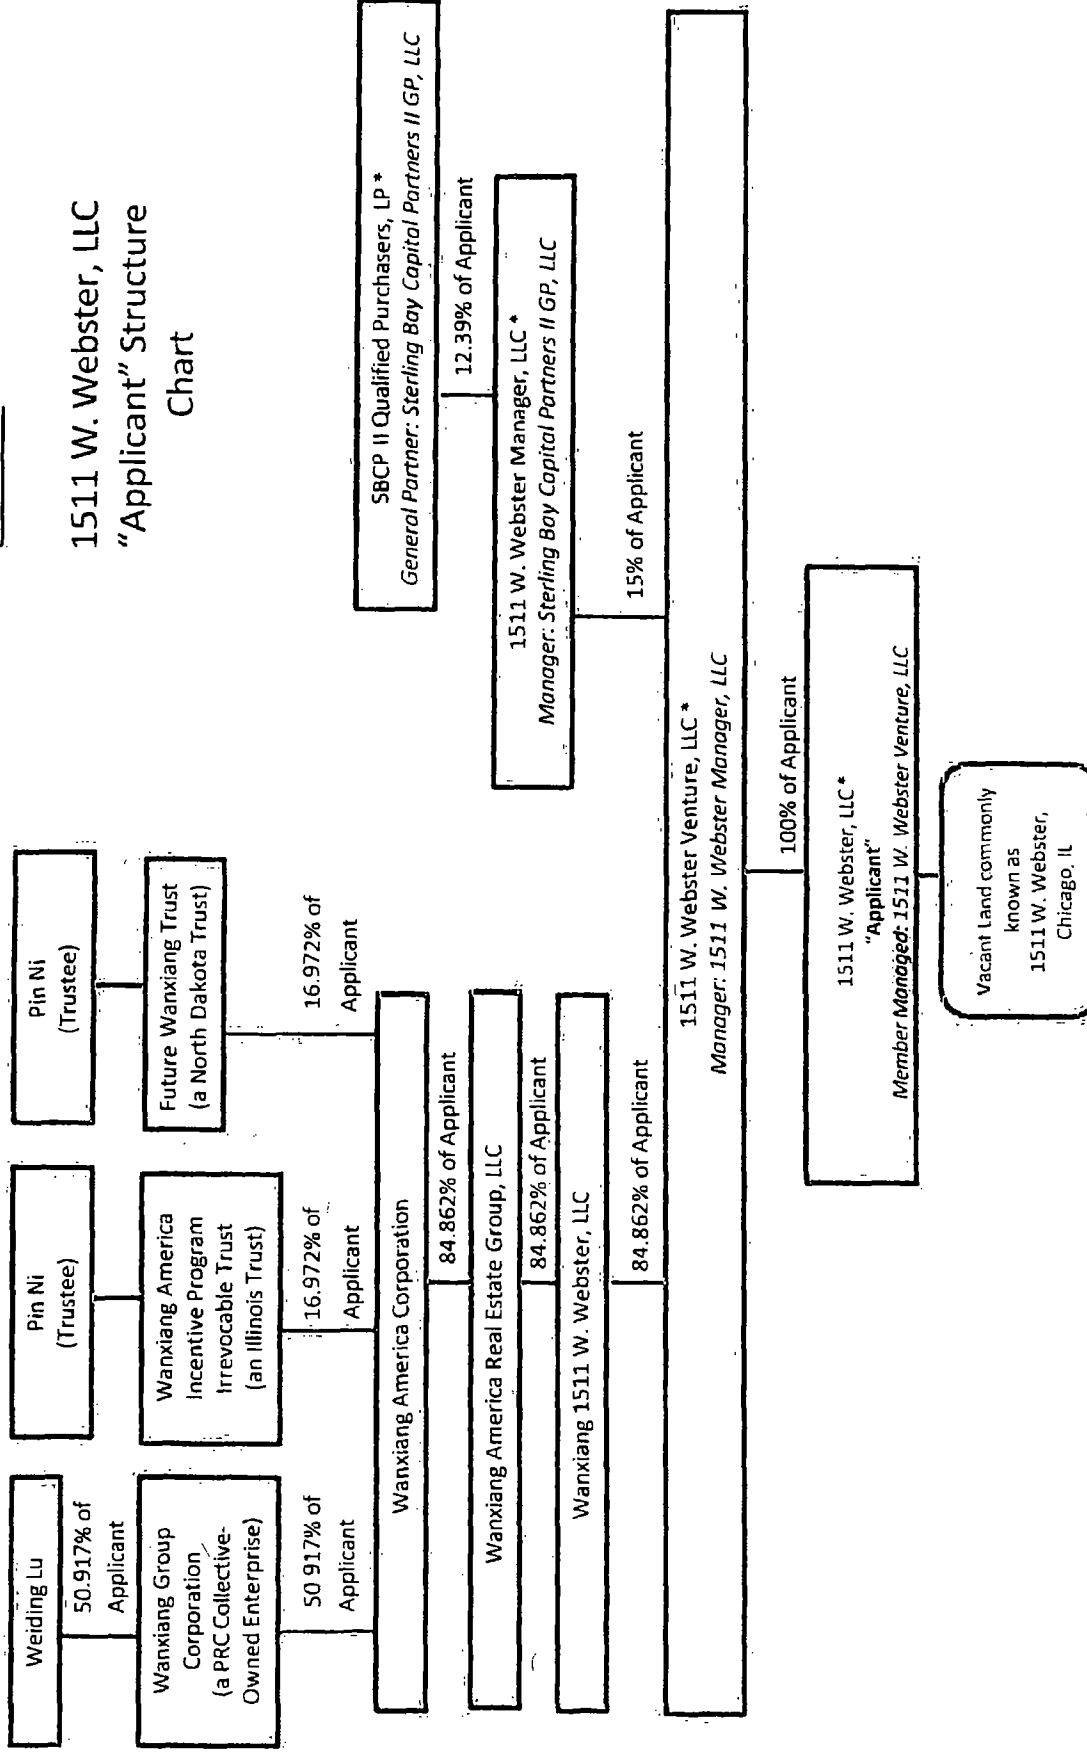 1511 W. Webster, LLC
"Applicant" Structure
Chart
Weiding Lu
50.917% of
Applicant
Wanxiang Group
Corporation
(a PRC Collective-
Owned Enterprise)
50 917% of
Applicant
Pin Ni
(Trustee)
Wanxiang America
Incentive Program
Irrevocable Trust
(an Illinois Trust)
16.972% of
Applicant
Pin Ni
(Trustee)
Future Wanxiang Trust
(a North Dakota Trust)
16.972% of
Applicant
Wanxiang America Corporation
84.862% of Applicant
Wanxiang America Real Estate Group, LLC
84.862% of Applicant
Wanxiang 1511 W. Webster, LLC
84.862% of Applicant
SBCP II Qualified Purchasers, LP *
General Partner: Sterling Bay Capital Partners II GP, LLC
12.39% of Applicant
1511 W. Webster Manager, LLC *
Manager: Sterling Bay Capital Partners II GP, LLC
15% of Applicant
1511 W. Webster Venture, LLC *
Manager: 1511 W. Webster Manager, LLC
100% of Applicant
1511 W. Webster, LLC *
"Applicant"
Member Managed: 1511 W. Webster Venture, LLC
Vacant Land commonly
known as
1511 W. Webster,
Chicago, IL